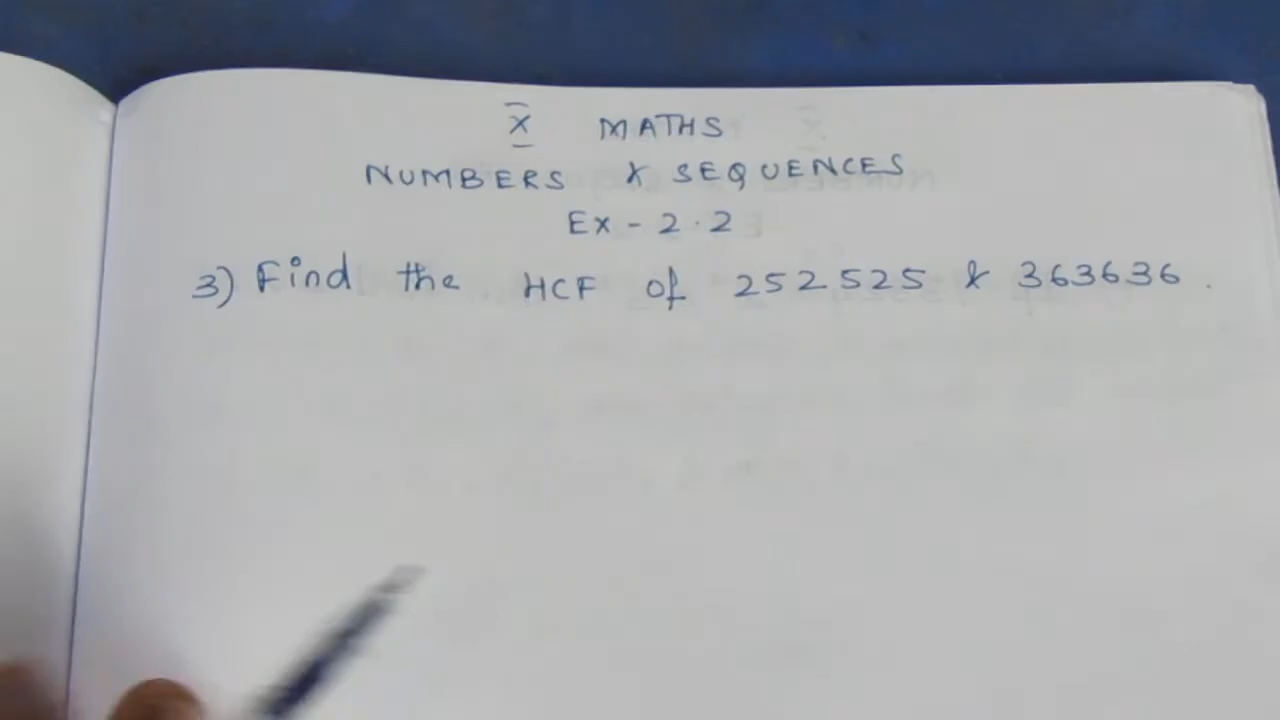 X MATHS
NUMBERS & SEQUENCES
Ex - 2.2
3) Find the HCF of 252525 & 363636.